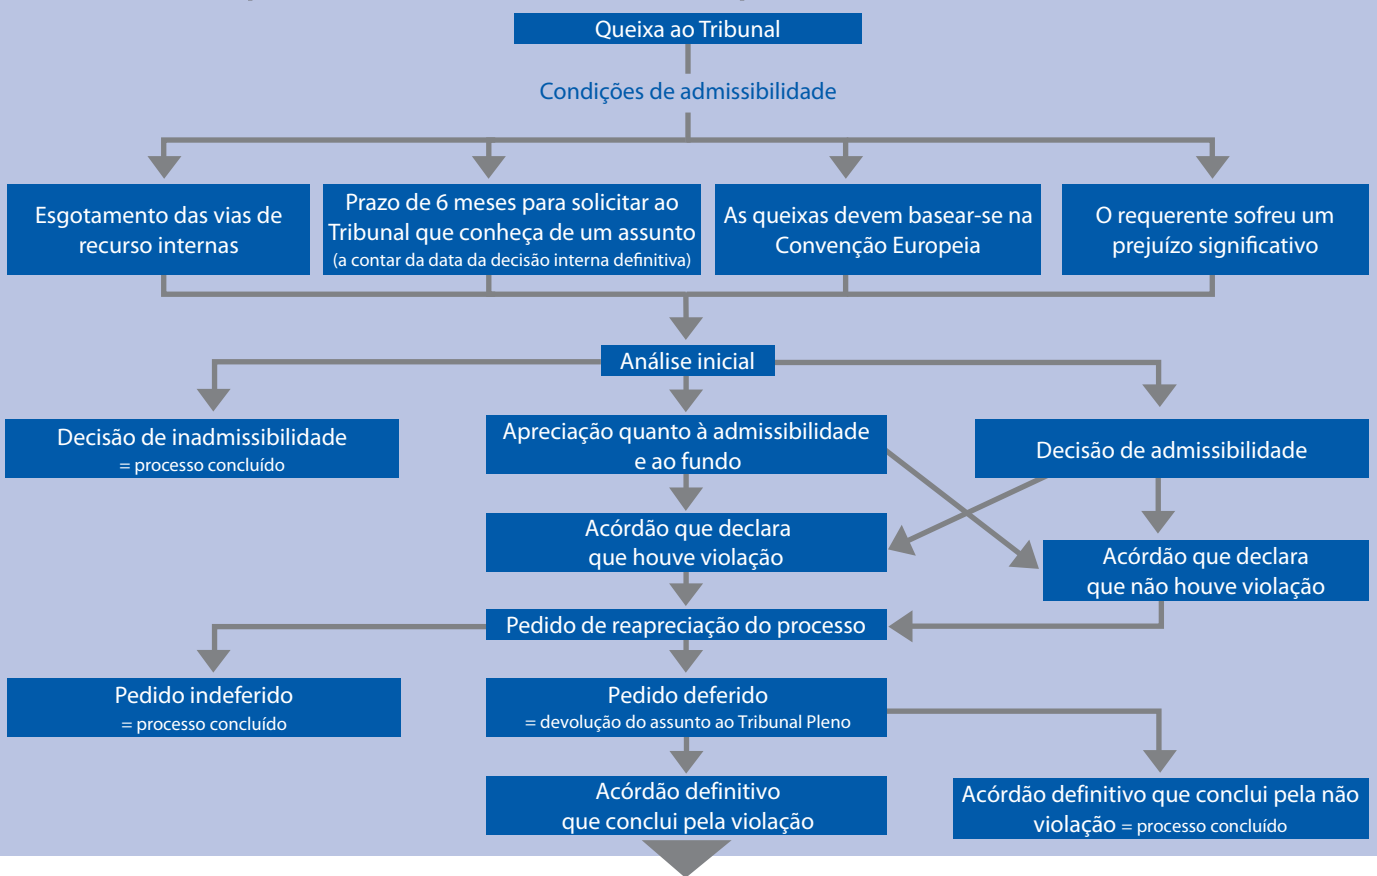 Queixa ao Tribunal
Condições de admissibilidade
Esgotamento das vias de
recurso internas
Prazo de 6 meses para solicitar ao
Tribunal que conheça de um assunto
(a contar da data da decisão interna definitiva)
As queixas devem basear-se na
Convenção Europeia
O requerente sofreu um
prejuízo significativo
Análise inicial
Decisão de inadmissibilidade
= processo concluído
Apreciação quanto à admissibilidade
e ao fundo
Decisão de admissibilidade
Acórdão que declara
que houve violação
Acórdão que declara
que não houve violação
Pedido de reapreciação do processo
Pedido indeferido
= processo concluído
Pedido deferido
= devolução do assunto ao Tribunal Pleno
Acórdão definitivo
que conclui pela violação
Acórdão definitivo que conclui pela não
violação = processo concluído